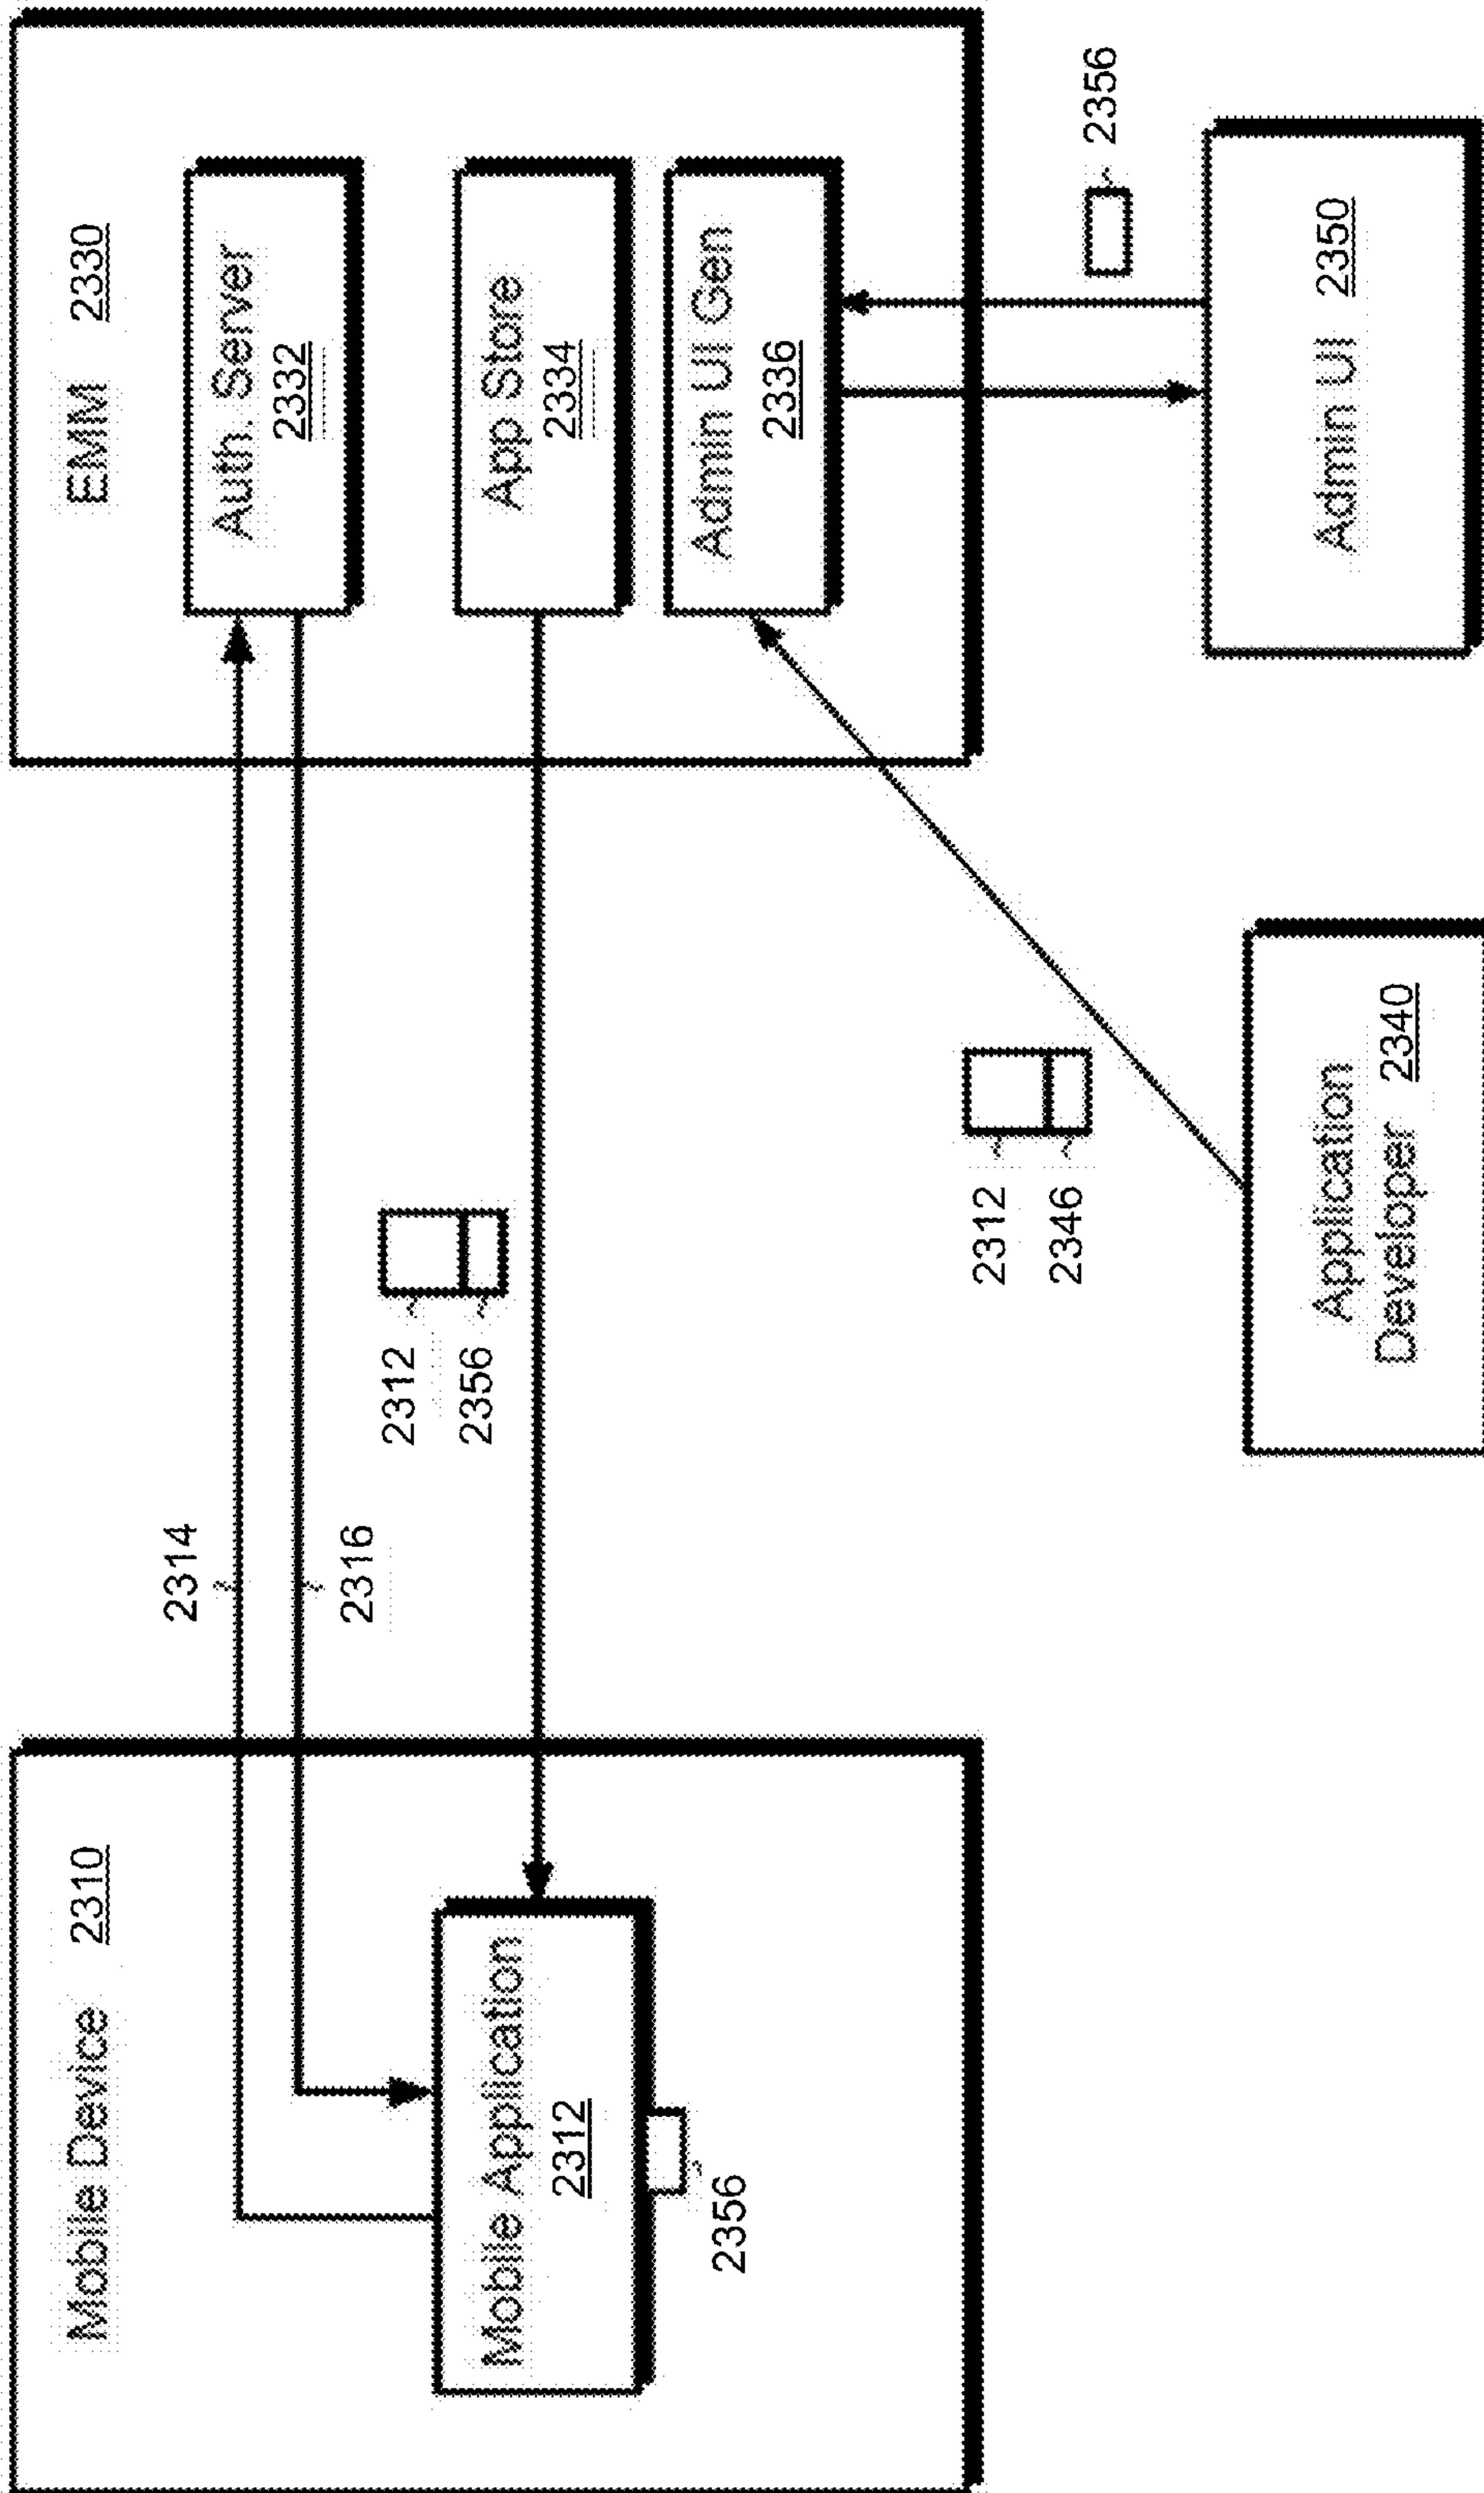 Mobile Device 2310
Mobile Application
2312
2356
2314
2316
2312
2356
2312
2346
EMM 2330
Auth. Server
2332
App Store
2334
Admin UI Gen
2336
2356
Application
Developer 2340
Admin UI 2350